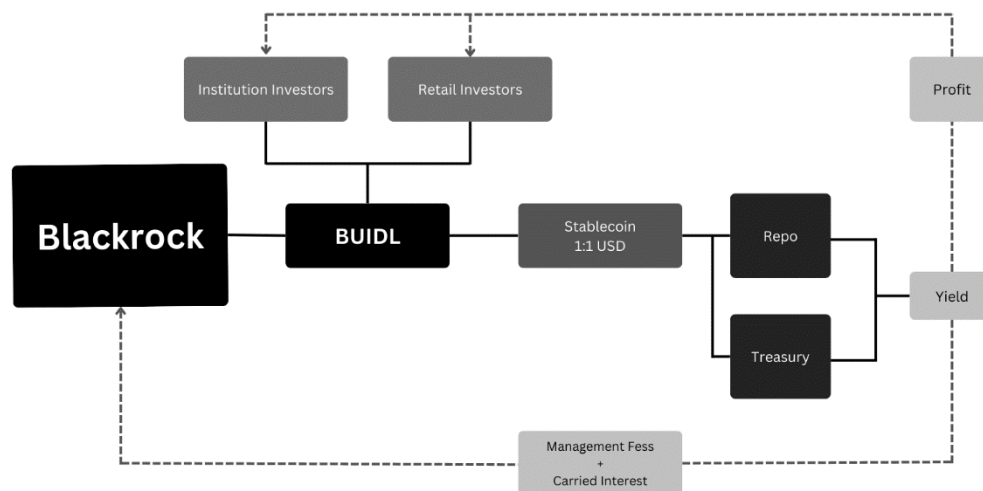 Institution Investors
Retail Investors
Profit
Blackrock
BUIDL
Stablecoin
1:1 USD
Repo
Yield
Treasury
Management Fess
+
Carried Interest